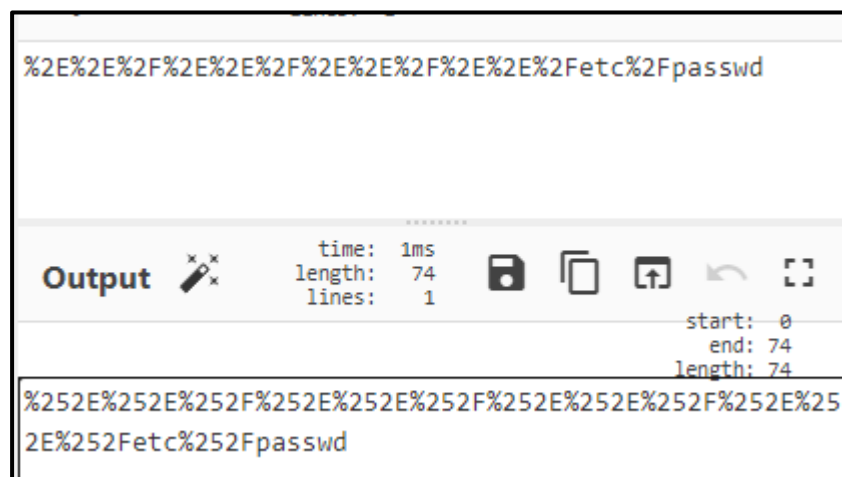 %2E%2E%2F%2E%2E%2F%2E%2E%2F%2E%2E%2Fetc%2Fpasswd
Output
time: 1ms
length: 74
lines: 1
start: 0
end: 74
length: 74
%252E%252E%252F%252E%252E%252F%252E%252E%252F%252E%25
2E%252Fetc%252Fpasswd